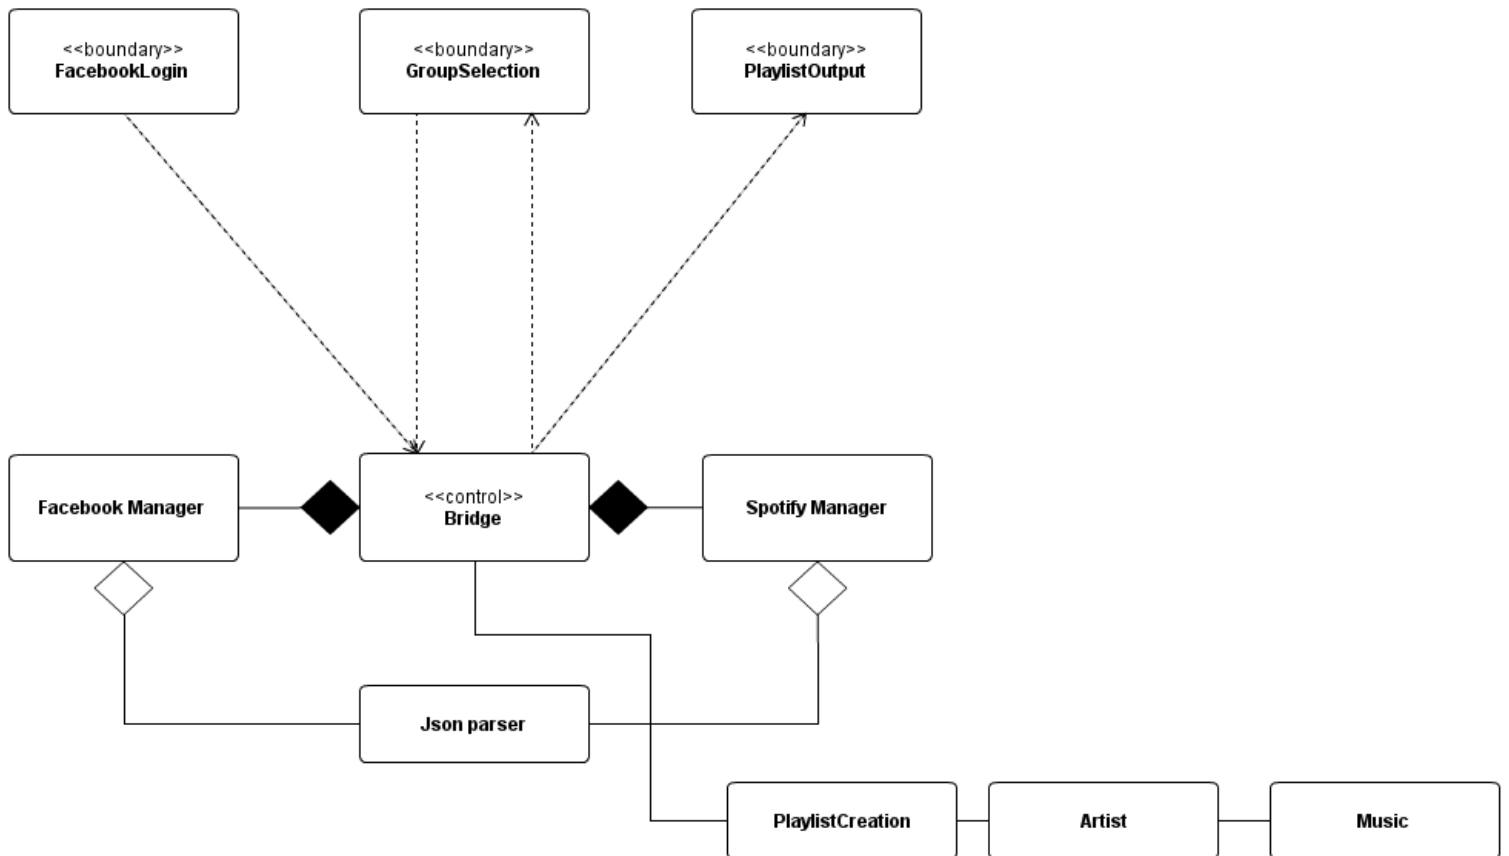 <<boundary>>
FacebookLogin
<<boundary>>
GroupSelection
<<boundary>>
PlaylistOutput
Facebook Manager
<<control>>
Bridge
Spotify Manager
Json parser
PlaylistCreation
Artist
Music